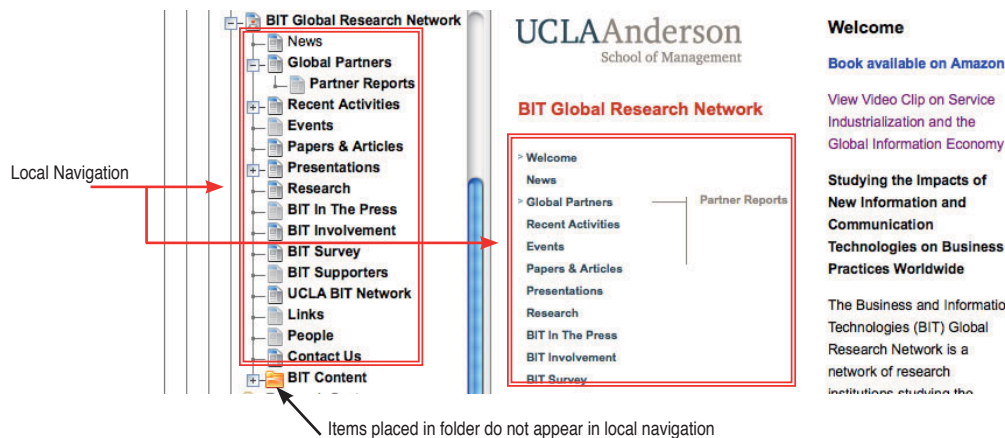 BIT Global Research Network
News
Global Partners
Partner Reports
Recent Activities
Events
Papers & Articles
Presentations
Research
BIT In The Press
BIT Involvement
BIT Survey
BIT Supporters
UCLA BIT Network
Links
People
Contact Us
BIT Content
Local Navigation
UCLAAnderson
School of Management
BIT Global Research Network
> Welcome
News
> Global Partners
Partner Reports
Recent Activities
Events
Papers & Articles
Presentations
Research
BIT In The Press
BIT Involvement
BIT Survey
Welcome
Book available on Amazon
View Video Clip on Service
Industrialization and the
Global Information Economy
Studying the Impacts of
New Information and
Communication
Technologies on Business
Practices Worldwide
The Business and Informatio
Technologies (BIT) Global
Research Network is a
network of research
institutions studying the
Items placed in folder do not appear in local navigation